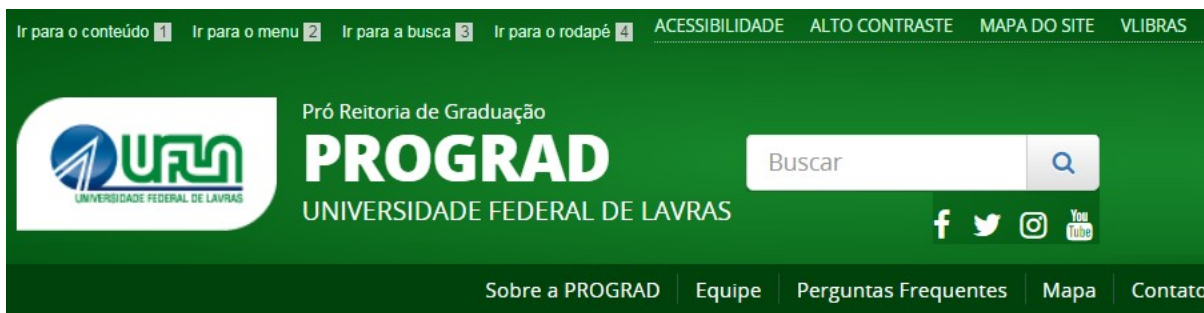 Ir para o conteúdo 1 Ir para o menu 2 Ir para a busca 3 Ir para o rodapé 4 ACESSIBILIDADE ALTO CONTRASTE MAPA DO SITE VLIBRAS
Pró Reitoria de Graduação
UFLA
PROGRAD
Buscar
UNIVERSIDADE FEDERAL DE LAVRAS
UNIVERSIDADE FEDERAL DE LAVRAS
f You Tube
Sobre a PROGRAD Equipe Perguntas Frequentes Mapa Contato